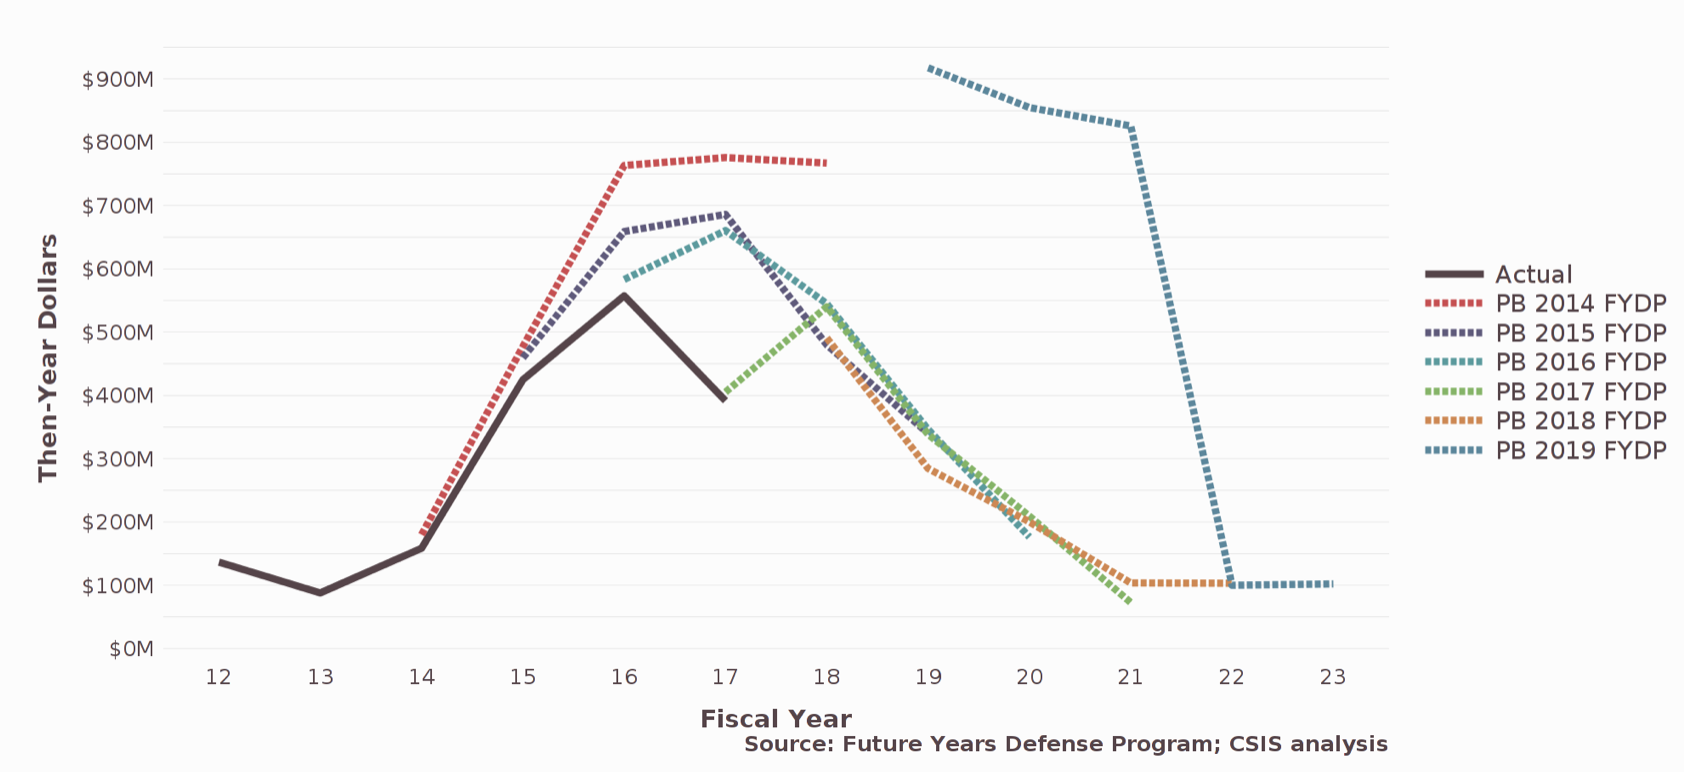 $900M
$800M
$700M
$600M
$500M
$400M
$300M
$200M
$100M
$0M
Then-Year Dollars
12 13 14 15 16 17 18 19 20 21 22 23
Fiscal Year
Source: Future Years Defense Program; CSIS analysis
Actual
PB 2014 FYDP
PB 2015 FYDP
PB 2016 FYDP
PB 2017 FYDP
PB 2018 FYDP
PB 2019 FYDP